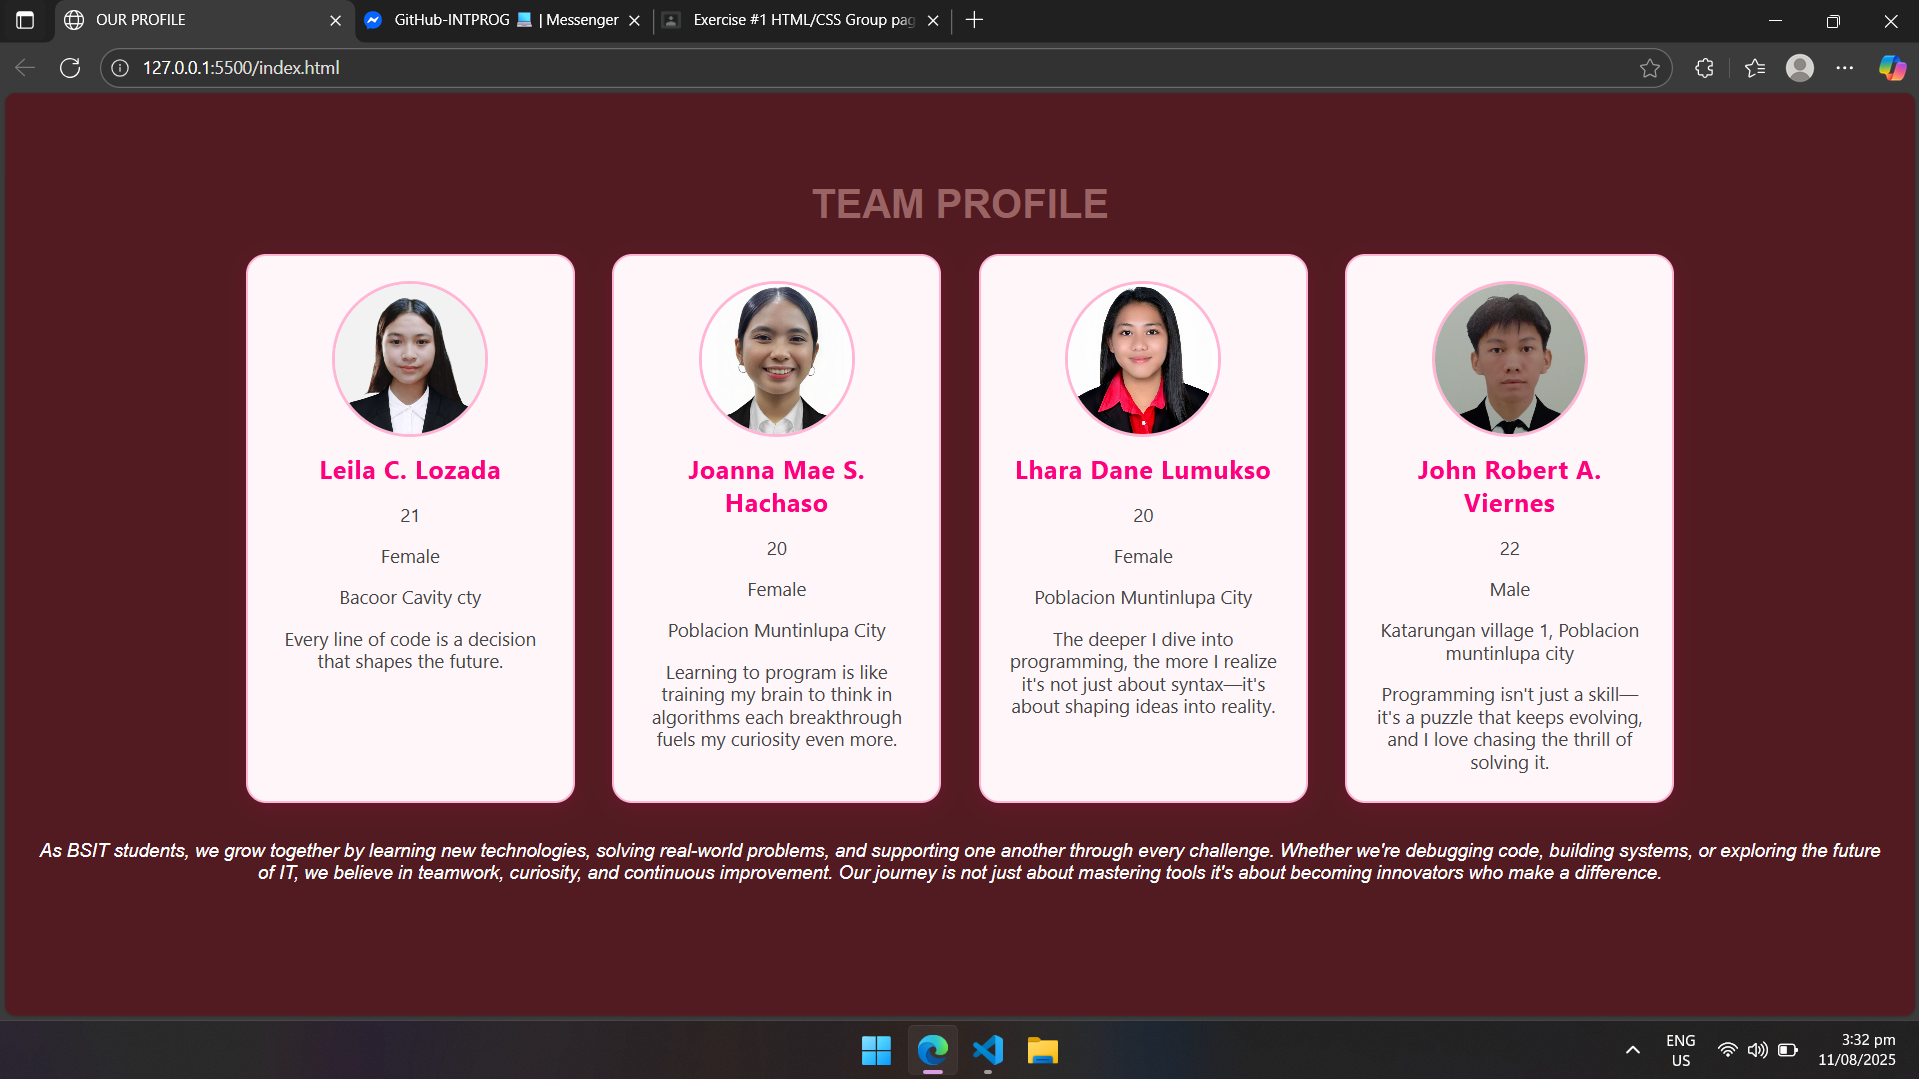 OUR PROFILE
GitHub-INTPROG 💻 | Messenger
Exercise #1 HTML/CSS Group pag
127.0.0.1:5500/index.html
TEAM PROFILE
Leila C. Lozada
21
Female
Bacoor Cavity cty
Every line of code is a decision
that shapes the future.
Joanna Mae S.
Hachaso
20
Female
Poblacion Muntinlupa City
Learning to program is like
training my brain to think in
algorithms each breakthrough
fuels my curiosity even more.
Lhara Dane Lumukso
20
Female
Poblacion Muntinlupa City
The deeper I dive into
programming, the more I realize
it's not just about syntax—it's
about shaping ideas into reality.
John Robert A.
Viernes
22
Male
Katarungan village 1, Poblacion
muntinlupa city
Programming isn't just a skill—
it's a puzzle that keeps evolving,
and I love chasing the thrill of
solving it.
As BSIT students, we grow together by learning new technologies, solving real-world problems, and supporting one another through every challenge. Whether we're debugging code, building systems, or exploring the future
of IT, we believe in teamwork, curiosity, and continuous improvement. Our journey is not just about mastering tools it's about becoming innovators who make a difference.
ENG
US
3:32 pm
11/08/2025